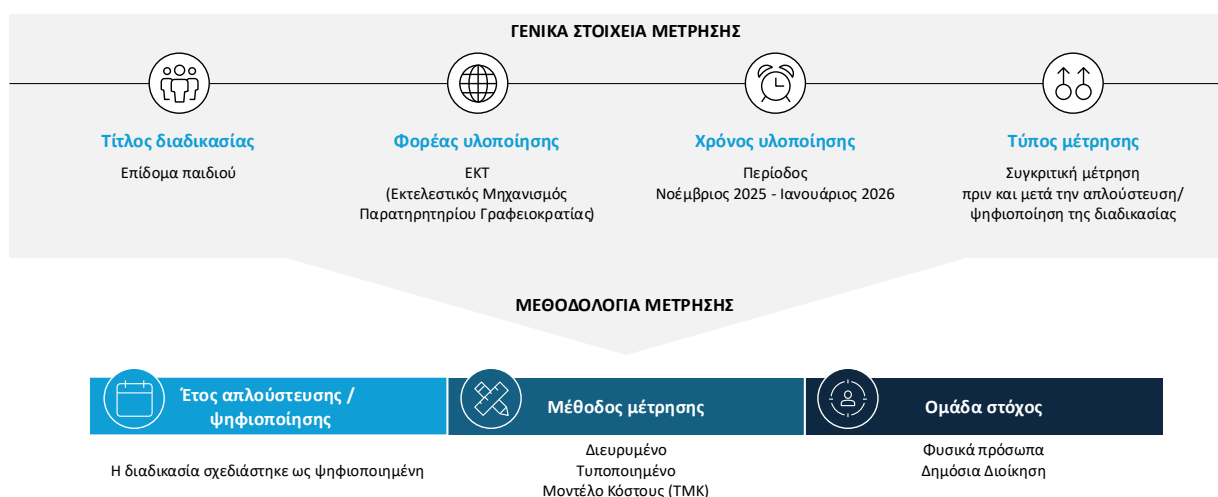 ΓΕΝΙΚΑ ΣΤΟΙΧΕΙΑ ΜΕΤΡΗΣΗΣ
Τίτλος διαδικασίας
Επίδομα παιδιού
Φορέας υλοποίησης
ΕΚΤ
(Εκτελεστικός Μηχανισμός
Παρατηρητηρίου Γραφειοκρατίας)
Χρόνος υλοποίησης
Περίοδος
Νοέμβριος 2025 - Ιανουάριος 2026
Τύπος μέτρησης
Συγκριτική μέτρηση
πριν και μετά την απλούστευση/
ψηφιοποίηση της διαδικασίας
ΜΕΘΟΔΟΛΟΓΙΑ ΜΕΤΡΗΣΗΣ
Έτος απλούστευσης /
ψηφιοποίησης
Η διαδικασία σχεδιάστηκε ως ψηφιοποιημένη
Μέθοδος μέτρησης
Διευρυμένο
Τυποποιημένο
Μοντέλο Κόστους (ΤΜΚ)
Ομάδα στόχος
Φυσικά πρόσωπα
Δημόσια Διοίκηση